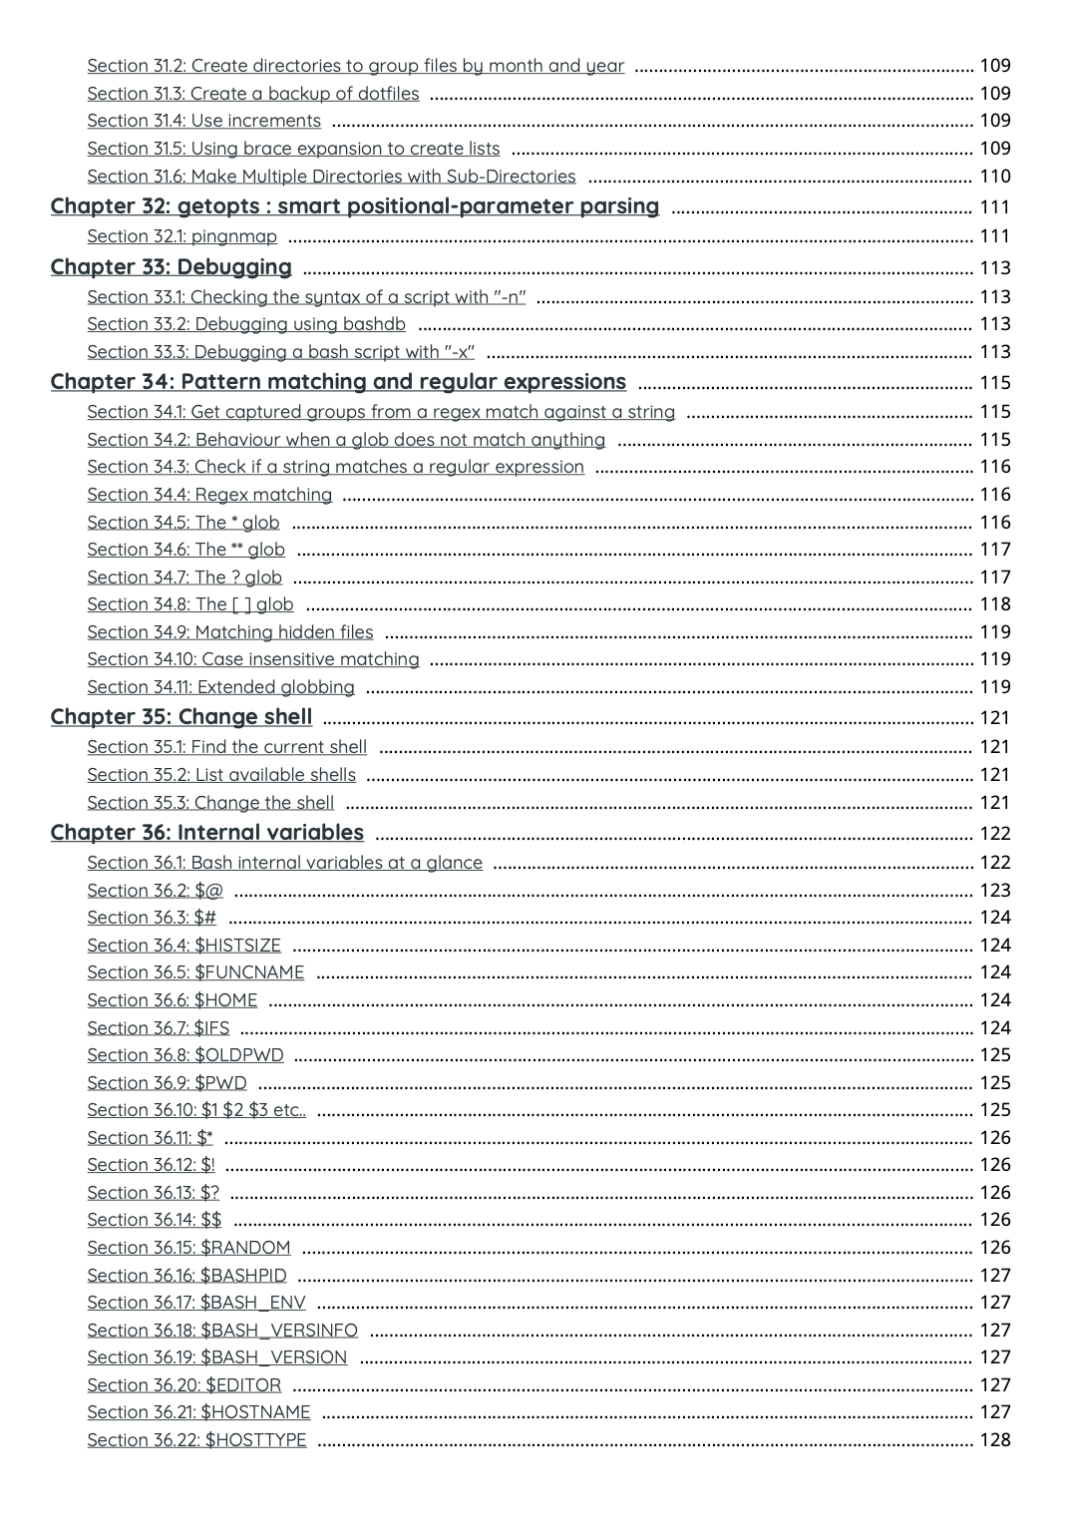 Section 31.2: Create directories to group files by month and year ........ 109
Section 31.3: Create a backup of dotfiles ........ 109
Section 31.4: Use increments ........ 109
Section 31.5: Using brace expansion to create lists ........ 109
Section 31.6: Make Multiple Directories with Sub-Directories ........ 110
Chapter 32: getopts : smart positional-parameter parsing ........ 111
Section 32.1: pingnmap ........ 111
Chapter 33: Debugging ........ 113
Section 33.1: Checking the syntax of a script with "-n" ........ 113
Section 33.2: Debugging using bashdb ........ 113
Section 33.3: Debugging a bash script with "-x" ........ 113
Chapter 34: Pattern matching and regular expressions ........ 115
Section 34.1: Get captured groups from a regex match against a string ........ 115
Section 34.2: Behaviour when a glob does not match anything ........ 115
Section 34.3: Check if a string matches a regular expression ........ 116
Section 34.4: Regex matching ........ 116
Section 34.5: The * glob ........ 116
Section 34.6: The ** glob ........ 117
Section 34.7: The ? glob ........ 117
Section 34.8: The [ ] glob ........ 118
Section 34.9: Matching hidden files ........ 119
Section 34.10: Case insensitive matching ........ 119
Section 34.11: Extended globbing ........ 119
Chapter 35: Change shell ........ 121
Section 35.1: Find the current shell ........ 121
Section 35.2: List available shells ........ 121
Section 35.3: Change the shell ........ 121
Chapter 36: Internal variables ........ 122
Section 36.1: Bash internal variables at a glance ........ 122
Section 36.2: $@ ........ 123
Section 36.3: $# ........ 124
Section 36.4: $HISTSIZE ........ 124
Section 36.5: $FUNCNAME ........ 124
Section 36.6: $HOME ........ 124
Section 36.7: $IFS ........ 124
Section 36.8: $OLDPWD ........ 125
Section 36.9: $PWD ........ 125
Section 36.10: $1 $2 $3 etc.. ........ 125
Section 36.11: $* ........ 126
Section 36.12: $! ........ 126
Section 36.13: $? ........ 126
Section 36.14: $$ ........ 126
Section 36.15: $RANDOM ........ 126
Section 36.16: $BASHPID ........ 127
Section 36.17: $BASH_ENV ........ 127
Section 36.18: $BASH_VERSINFO ........ 127
Section 36.19: $BASH_VERSION ........ 127
Section 36.20: $EDITOR ........ 127
Section 36.21: $HOSTNAME ........ 127
Section 36.22: $HOSTTYPE ........ 128